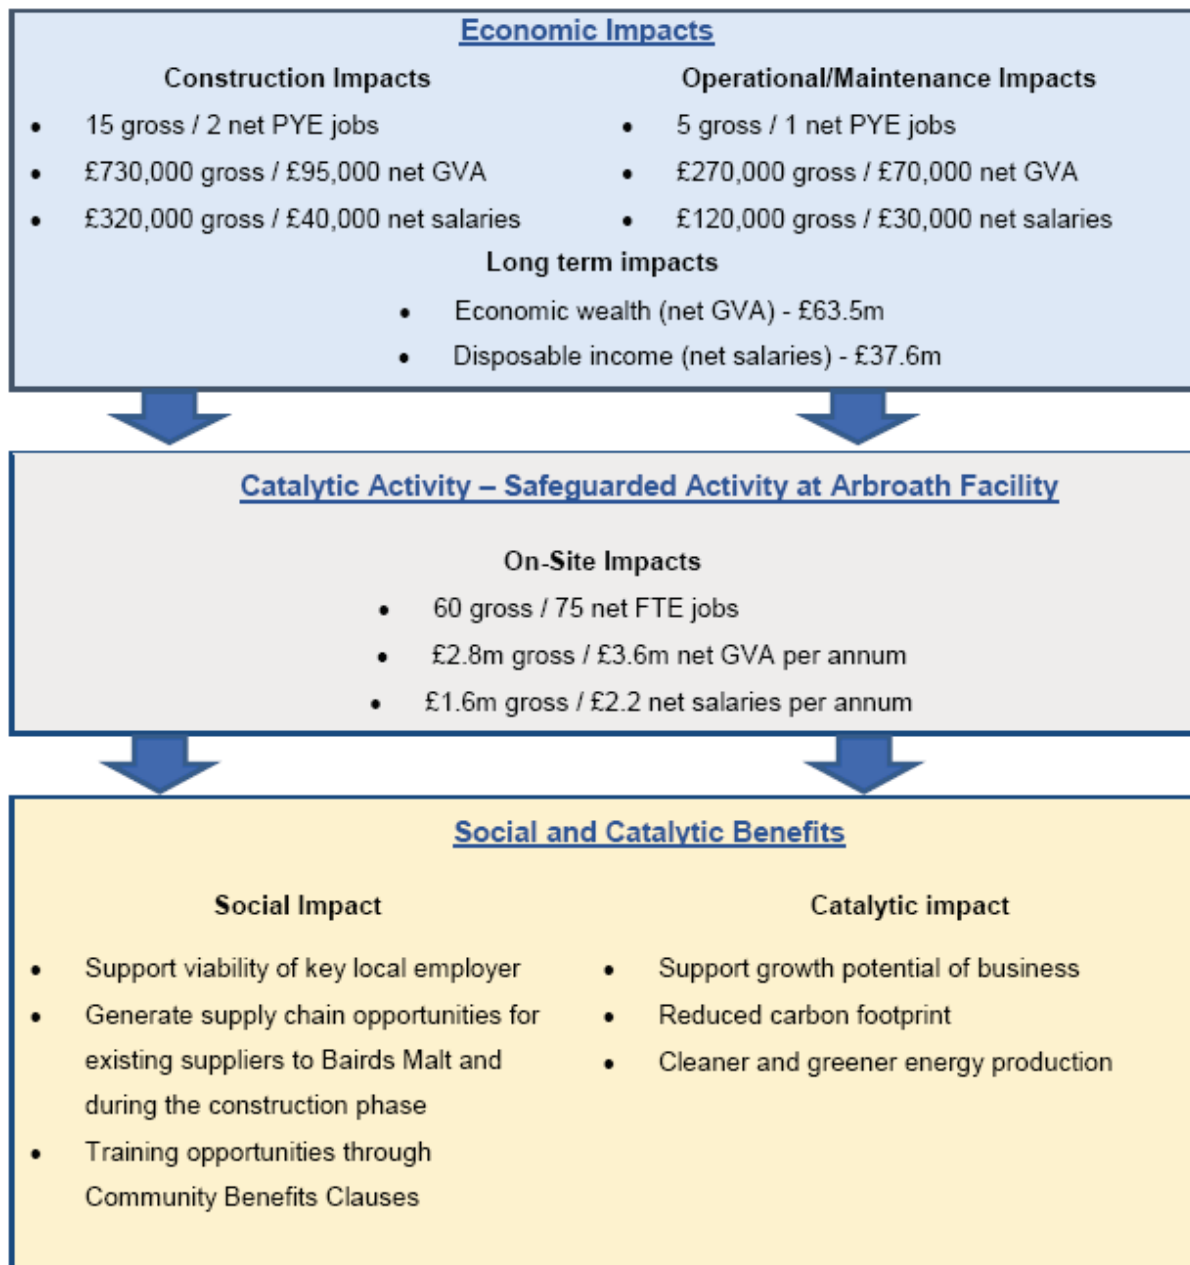 Economic Impacts
Construction Impacts
• 15 gross / 2 net PYE jobs
• £730,000 gross / £95,000 net GVA
• £320,000 gross / £40,000 net salaries
Operational/Maintenance Impacts
• 5 gross / 1 net PYE jobs
• £270,000 gross / £70,000 net GVA
• £120,000 gross / £30,000 net salaries
Long term impacts
• Economic wealth (net GVA) - £63.5m
• Disposable income (net salaries) - £37.6m
Catalytic Activity – Safeguarded Activity at Arbroath Facility
On-Site Impacts
• 60 gross / 75 net FTE jobs
• £2.8m gross / £3.6m net GVA per annum
• £1.6m gross / £2.2 net salaries per annum
Social and Catalytic Benefits
Social Impact
• Support viability of key local employer
• Generate supply chain opportunities for
existing suppliers to Bairds Malt and
during the construction phase
• Training opportunities through
Community Benefits Clauses
Catalytic impact
• Support growth potential of business
• Reduced carbon footprint
• Cleaner and greener energy production